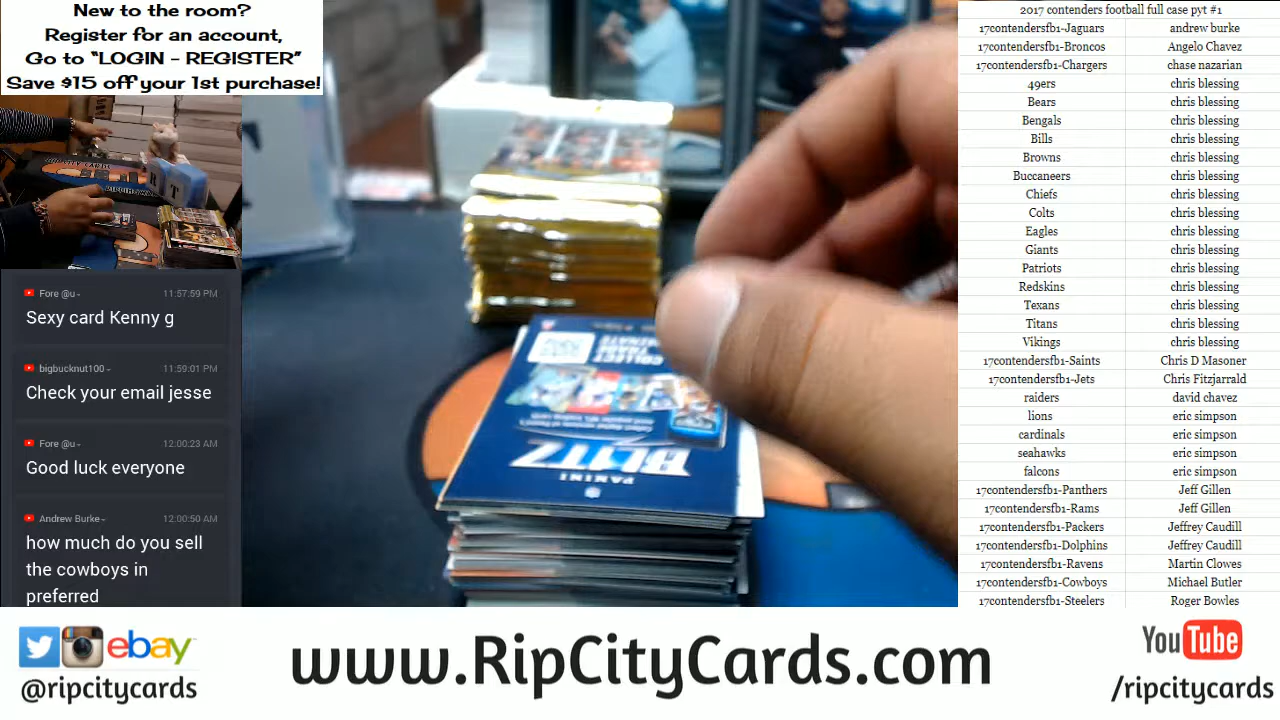 New to the room?
Register for an account,
Go to “LOGIN - REGISTER”
Save $15 off your 1st purchase!
Fore @u 11:57:59 PM
Sexy card Kenny g
bigbucknut100 11:59:01 PM
Check your email jesse
Fore @u 12:00:23 AM
Good luck everyone
Andrew Burke 12:00:50 AM
how much do you sell
the cowboys in
preferred
PANINI
BLITZ
2017 contenders football full case pyt #1
17contendersfb1-Jaguars andrew burke
17contendersfb1-Broncos Angelo Chavez
17contendersfb1-Chargers chase nazarian
49ers chris blessing
Bears chris blessing
Bengals chris blessing
Bills chris blessing
Browns chris blessing
Buccaneers chris blessing
Chiefs chris blessing
Colts chris blessing
Eagles chris blessing
Giants chris blessing
Patriots chris blessing
Redskins chris blessing
Texans chris blessing
Titans chris blessing
Vikings chris blessing
17contendersfb1-Saints Chris D Masoner
17contendersfb1-Jets Chris Fitzjarrald
raiders david chavez
lions eric simpson
cardinals eric simpson
seahawks eric simpson
falcons eric simpson
17contendersfb1-Panthers Jeff Gillen
17contendersfb1-Rams Jeff Gillen
17contendersfb1-Packers Jeffrey Caudill
17contendersfb1-Dolphins Jeffrey Caudill
17contendersfb1-Ravens Martin Clowes
17contendersfb1-Cowboys Michael Butler
17contendersfb1-Steelers Roger Bowles
ebay
@ripcitycards
www.RipCityCards.com
YouTube
/ripcitycards